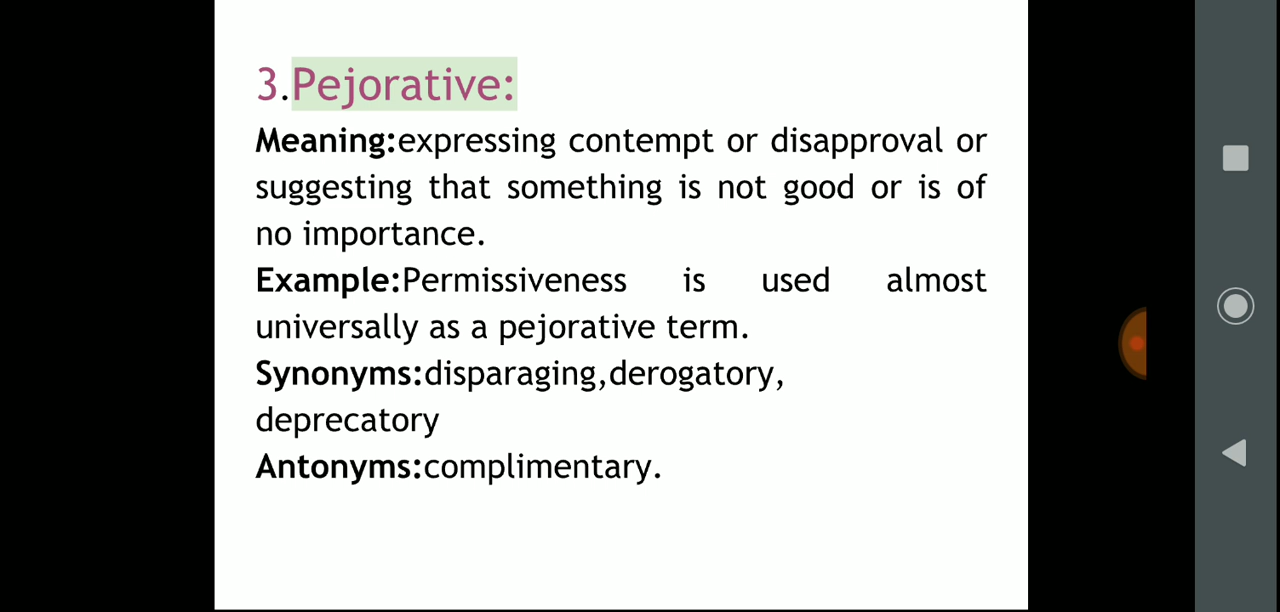 3.Pejorative:
Meaning:expressing contempt or disapproval or
suggesting that something is not good or is of
no importance.
Example:Permissiveness is used almost
universally as a pejorative term.
Synonyms:disparaging,derogatory,
deprecatory
Antonyms:complimentary.